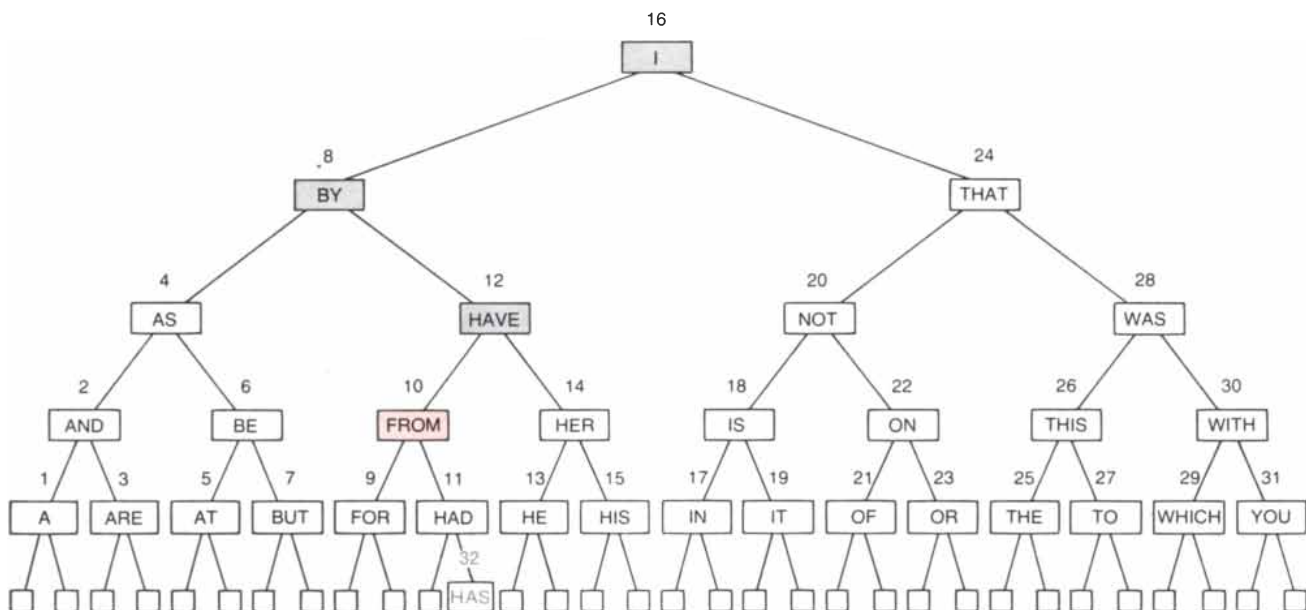 16
I
8 24
BY THAT
4 12 20 28
AS HAVE NOT WAS
2 6 10 14 18 22 26 30
AND BE FROM HER IS ON THIS WITH
1 3 5 7 9 11 13 15 17 19 21 23 25 27 29 31
A ARE AT BUT FOR HAD HE HIS IN IT OF OR THE TO WHICH YOU
32
HAS